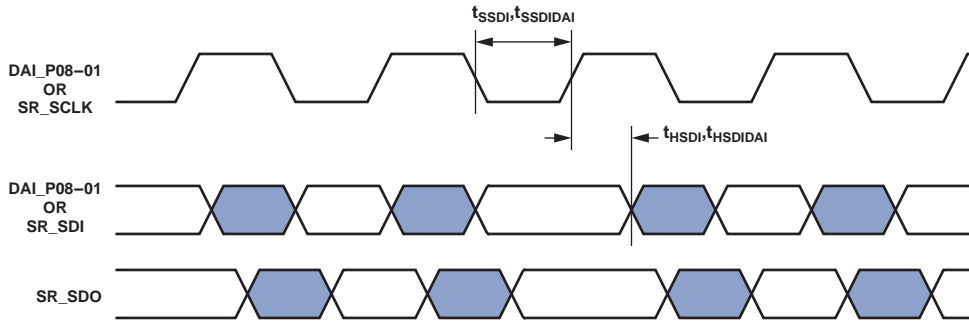 tSSDI,tSSDIDAI
DAI_P08–01
OR
SR_SCLK
tHSDI,tHSDIDAI
DAI_P08–01
OR
SR_SDI
SR_SDO